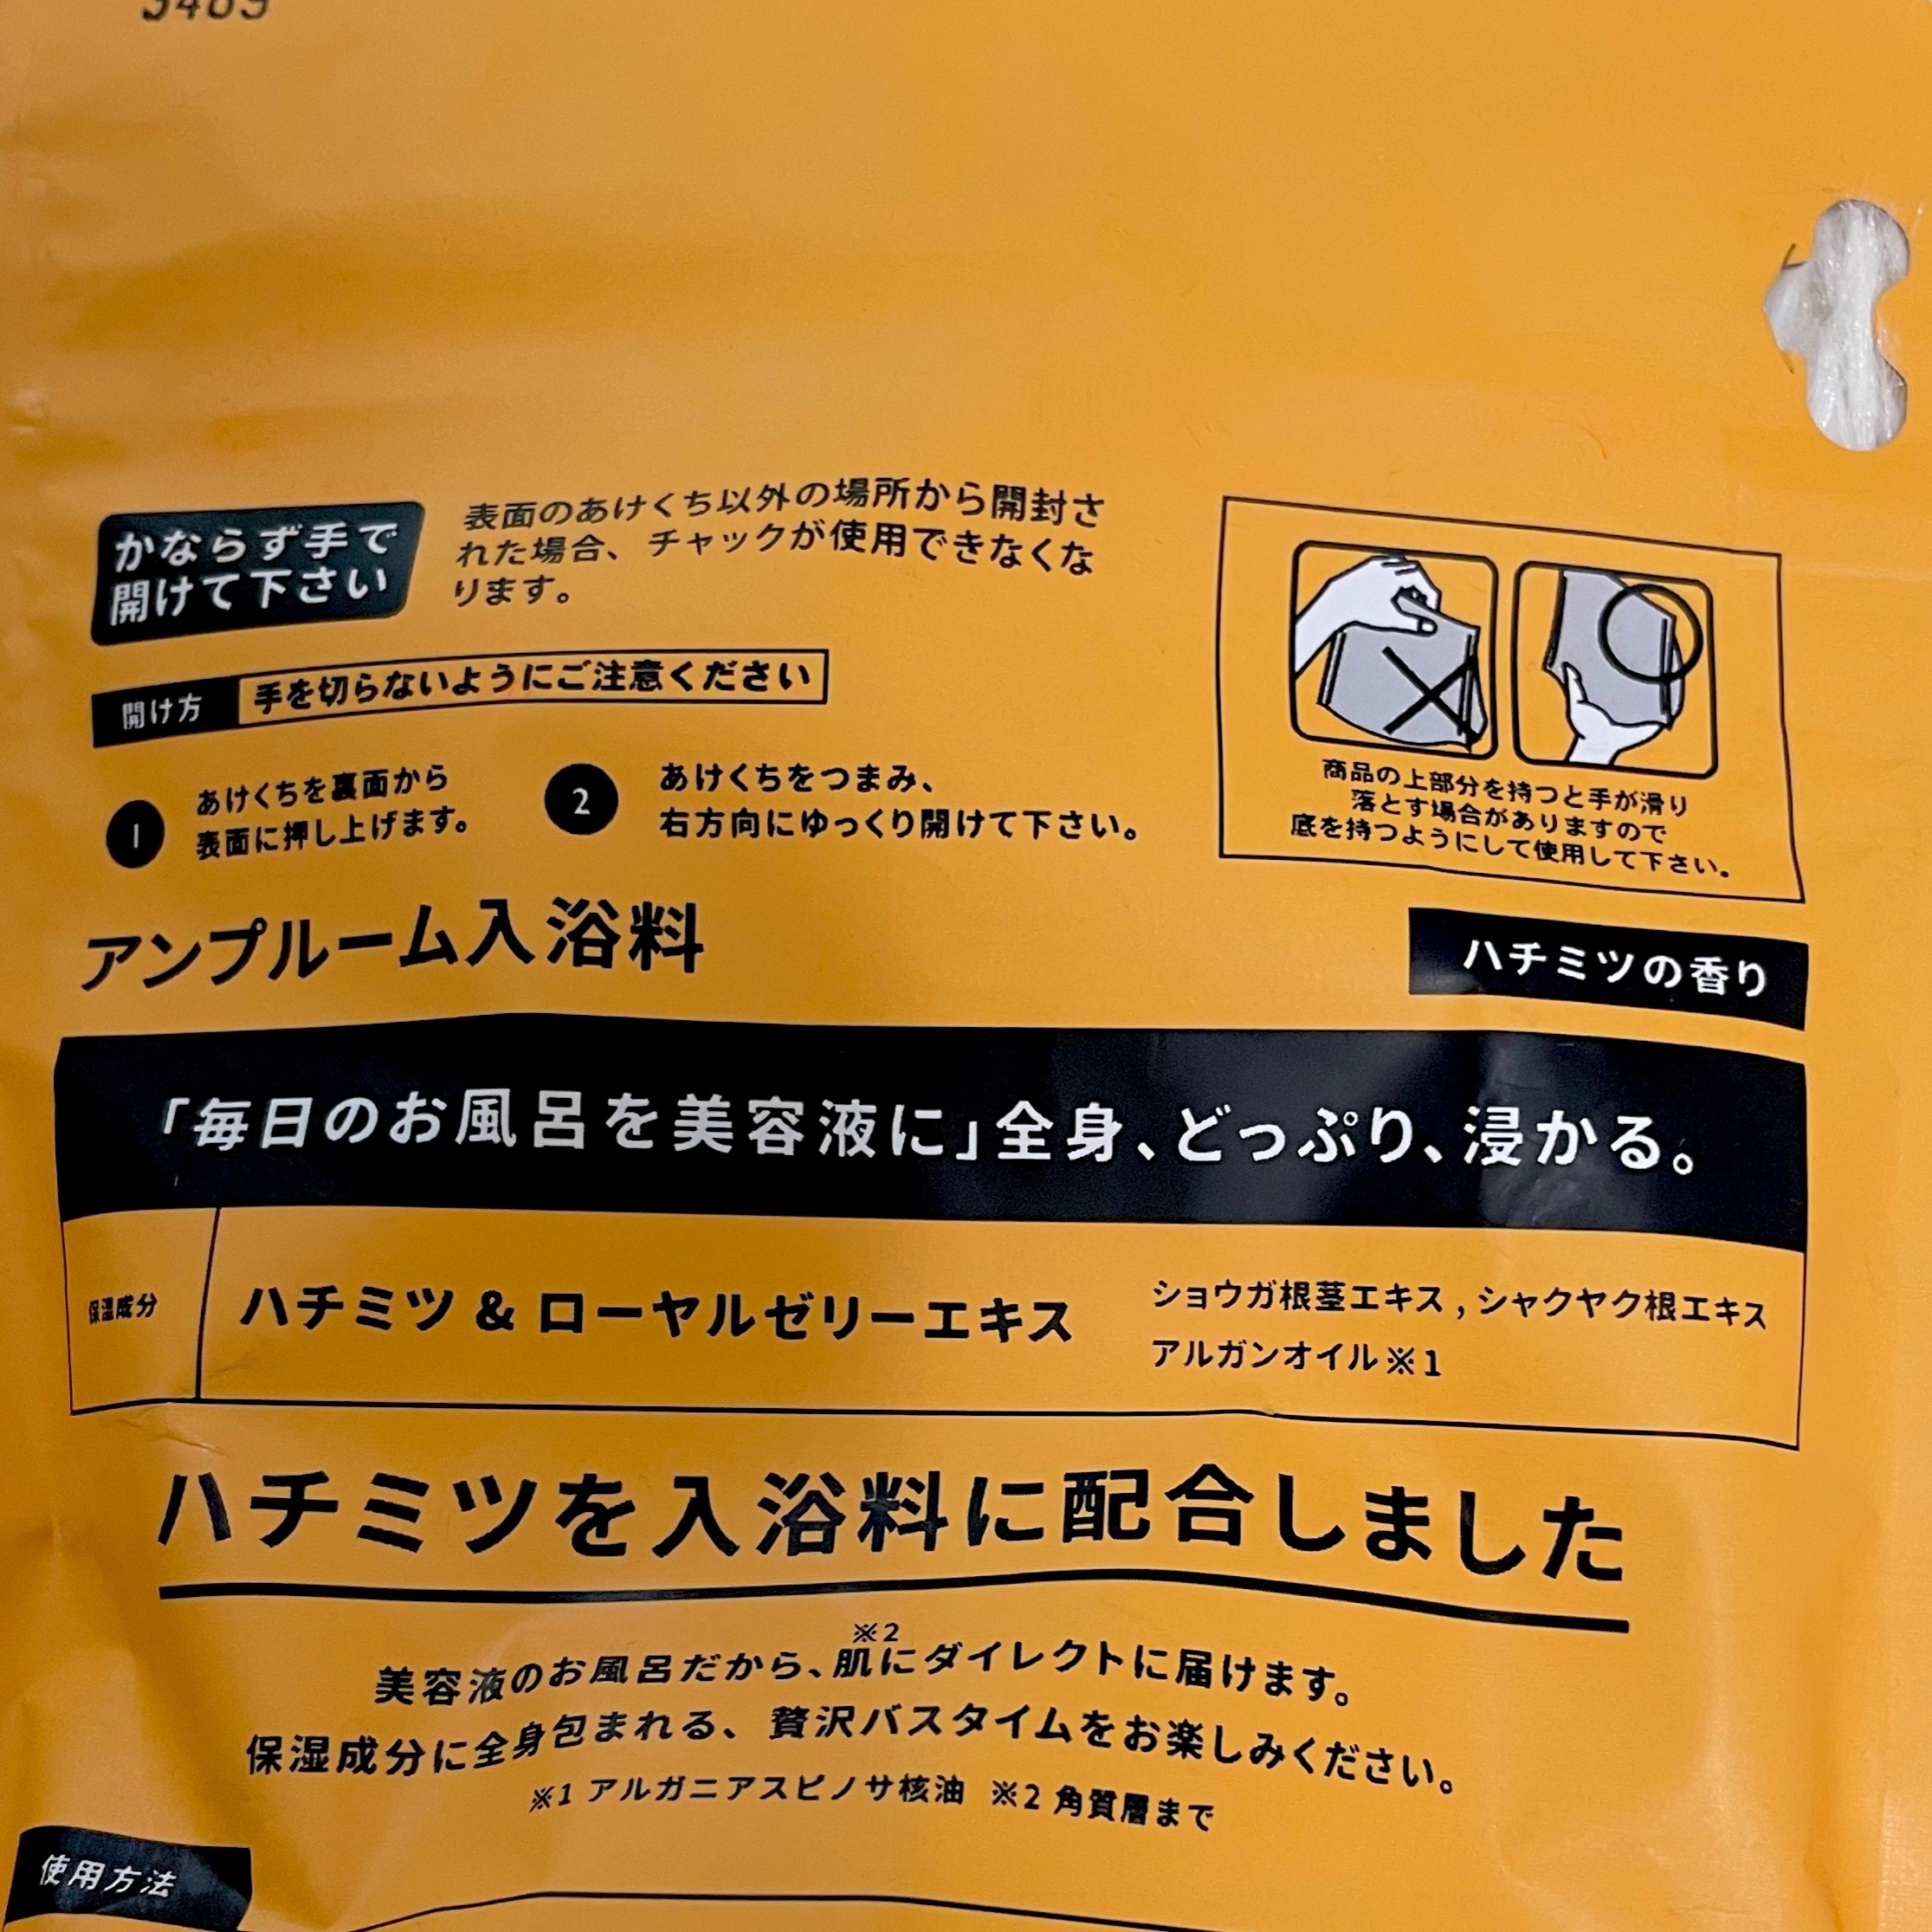 かならず手で
開けて下さい
表面のあけくち以外の場所から開封さ
れた場合、チャックが使用できなくな
ります。
開け方 手を切らないようにご注意ください
1 あけくちを裏面から
表面に押し上げます。
2 あけくちをつまみ、
右方向にゆっくり開けて下さい。
商品の上部分を持つと手が滑り
落とす場合がありますので
底を持つようにして使用して下さい。
アンプルーム入浴料
ハチミツの香り
「毎日のお風呂を美容液に」全身、どっぷり、浸かる。
保湿成分
ハチミツ & ローヤルゼリーエキス
ショウガ根茎エキス , シャクヤク根エキス
アルガンオイル※1
ハチミツを入浴料に配合しました
※2
美容液のお風呂だから、肌にダイレクトに届けます。
保湿成分に全身包まれる、贅沢バスタイムをお楽しみください。
※1 アルガニアスピノサ核油 ※2 角質層まで
使用方法